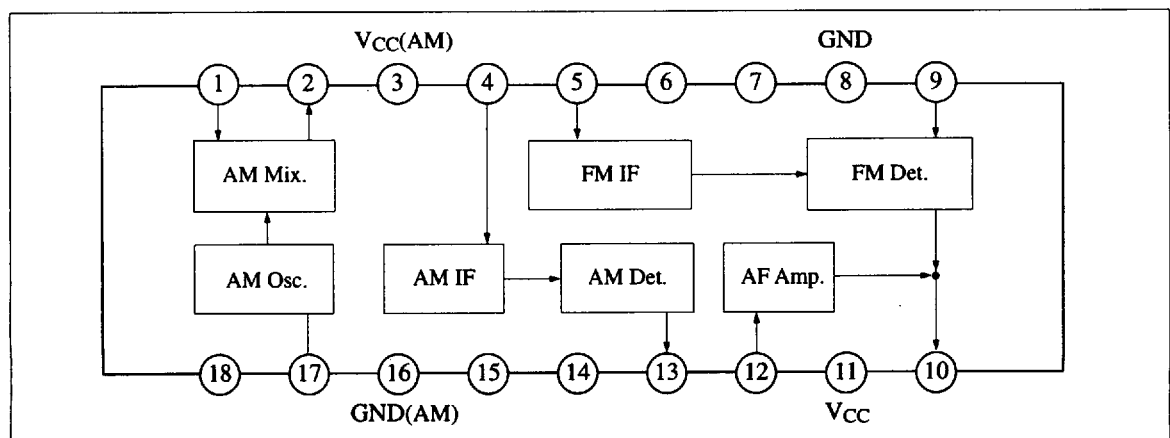 VCC(AM) GND
1 2 3 4 5 6 7 8 9
AM Mix. FM IF FM Det.
AM Osc. AM IF AM Det. AF Amp.
18 17 16 15 14 13 12 11 10
GND(AM) VCC